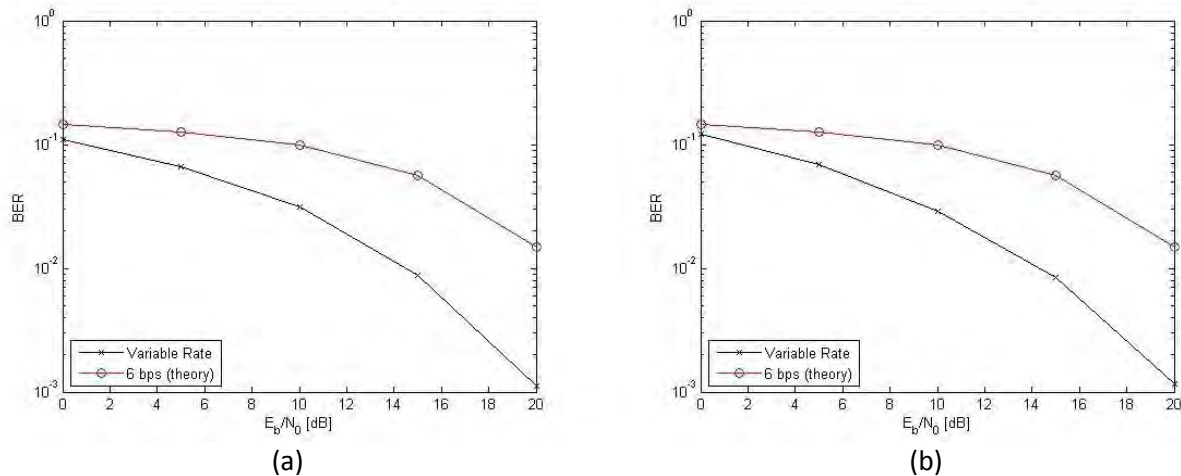 10^0
10^-1
10^-2
10^-3
BER
Variable Rate
6 bps (theory)
0 2 4 6 8 10 12 14 16 18 20
E_b/N_0 [dB]
(a)
10^0
10^-1
10^-2
10^-3
BER
Variable Rate
6 bps (theory)
0 2 4 6 8 10 12 14 16 18 20
E_b/N_0 [dB]
(b)